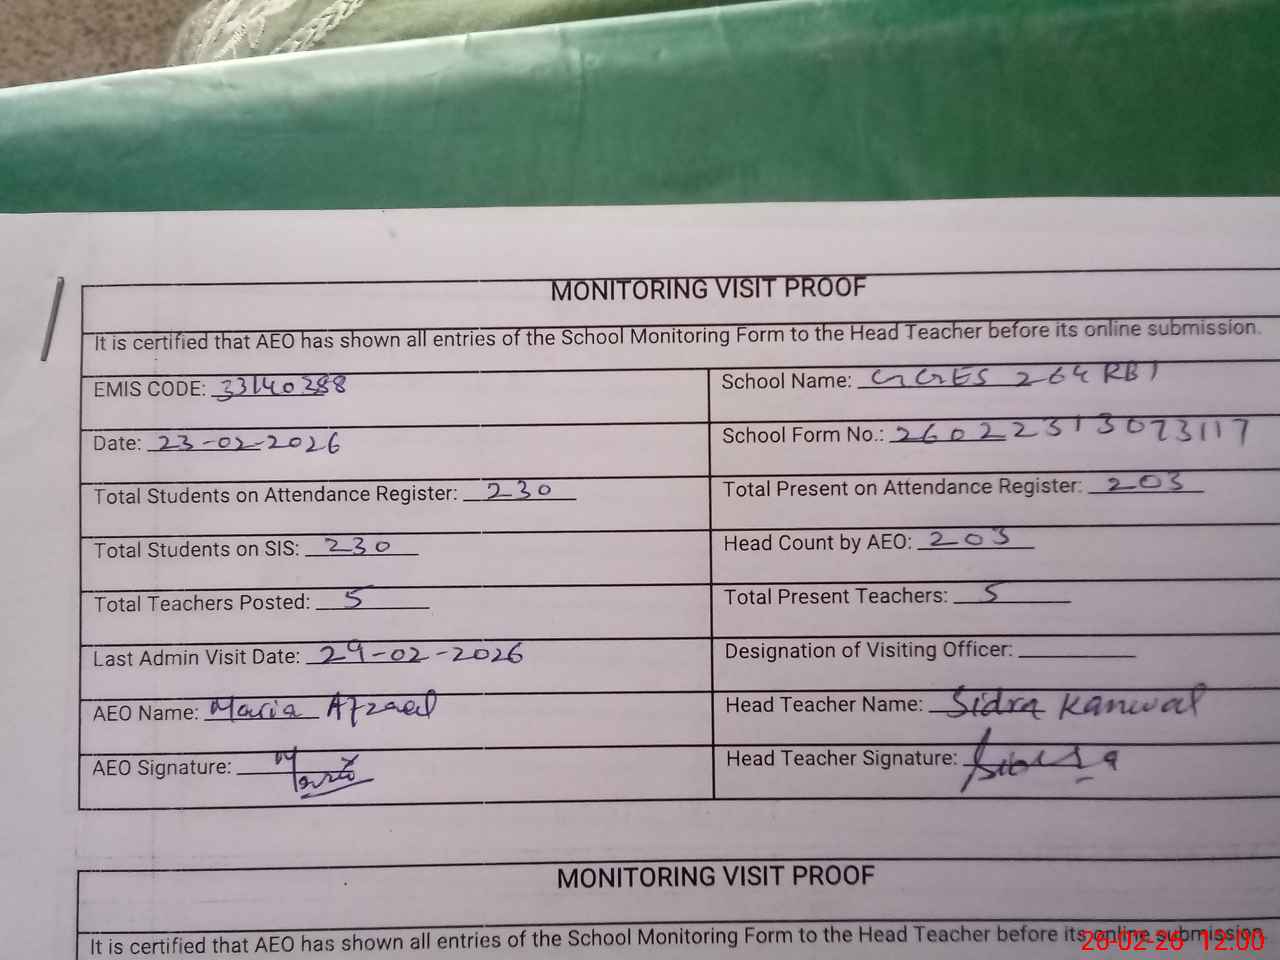 MONITORING VISIT PROOF
It is certified that AEO has shown all entries of the School Monitoring Form to the Head Teacher before its online submission.
EMIS CODE: 33140288 School Name: GGES 264 RB I
Date: 23-02-2026 School Form No.: 26022313073117
Total Students on Attendance Register: 230 Total Present on Attendance Register: 203
Total Students on SIS: 230 Head Count by AEO: 203
Total Teachers Posted: 5 Total Present Teachers: 5
Last Admin Visit Date: 29-02-2026 Designation of Visiting Officer:
AEO Name: Maria Afzaal Head Teacher Name: Sidra Kanwal
AEO Signature: Head Teacher Signature:
MONITORING VISIT PROOF
It is certified that AEO has shown all entries of the School Monitoring Form to the Head Teacher before its online submission.
26-02-26 12:00